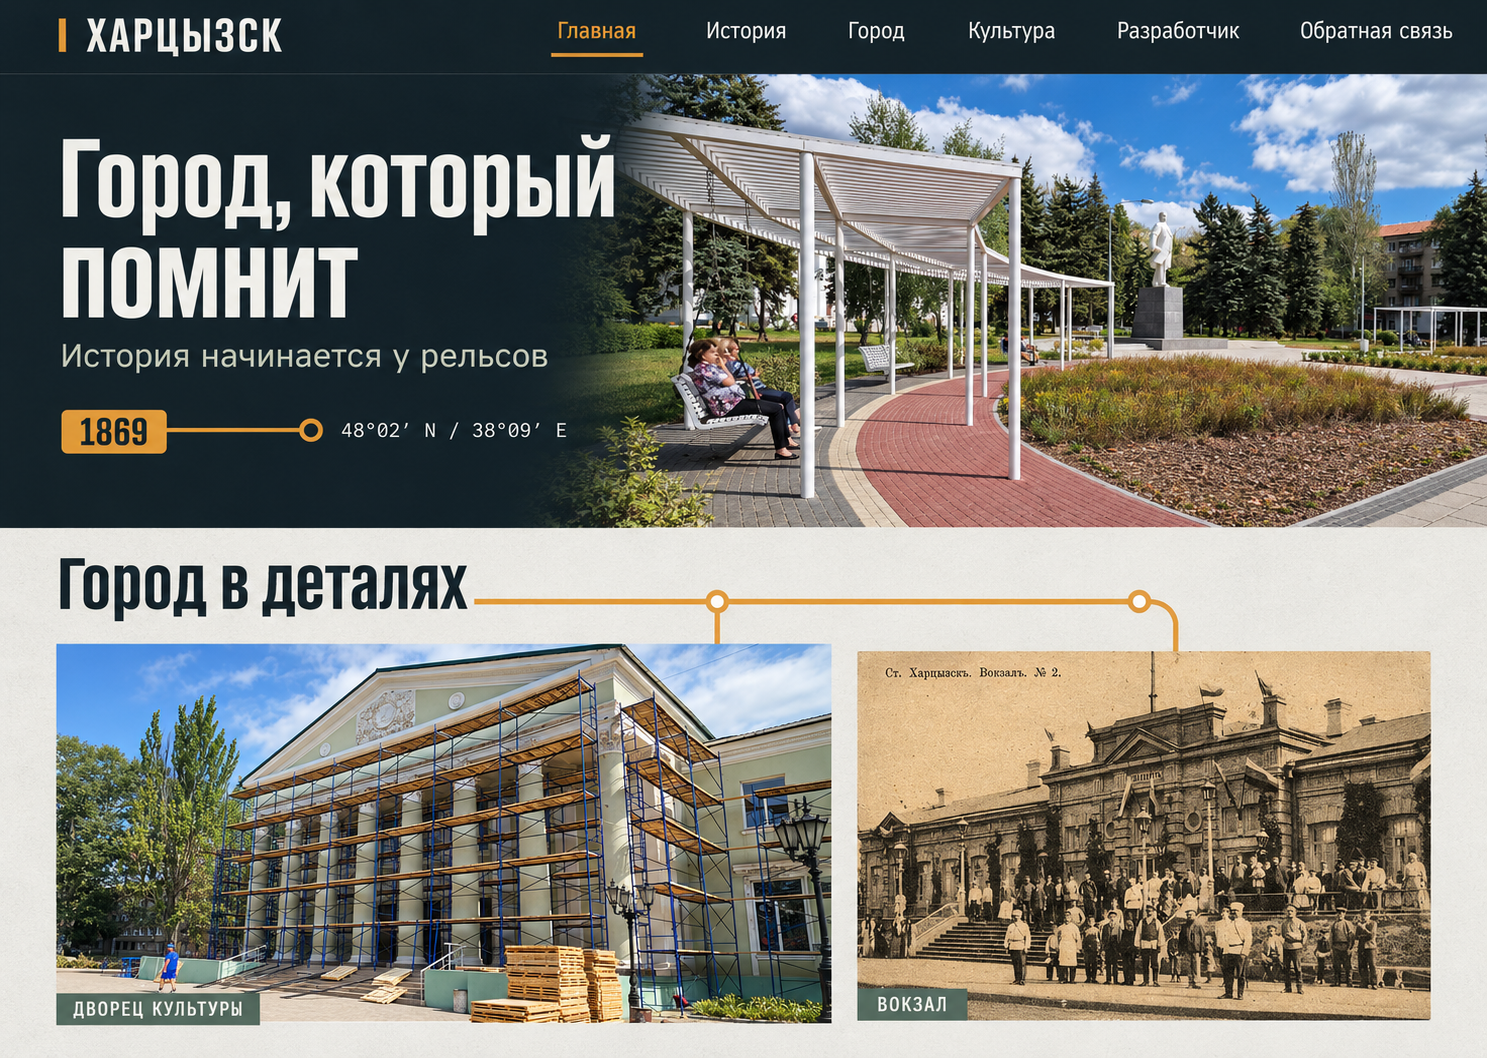 ХАРЦЫЗСК
Главная
История
Город
Культура
Разработчик
Обратная связь
Город, который
помнит
История начинается у рельсов
1869
48°02′ N / 38°09′ E
Город в деталях
Ст. Харцызскъ. Вокзалъ. № 2.
ДВОРЕЦ КУЛЬТУРЫ
ВОКЗАЛ